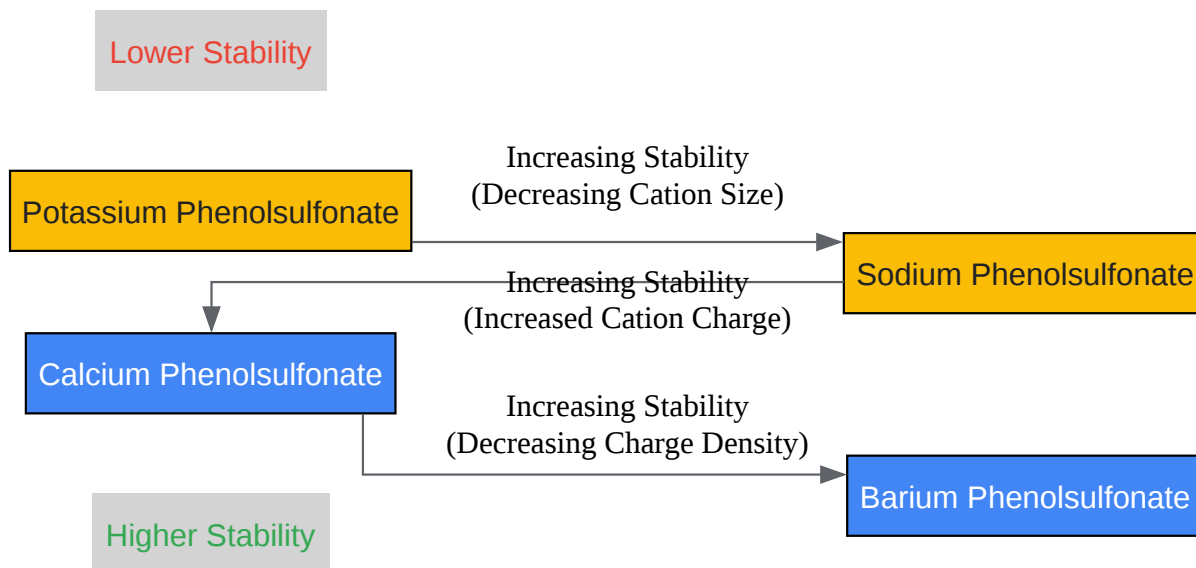 Lower Stability
Increasing Stability
(Decreasing Cation Size)
Potassium Phenolsulfonate
Sodium Phenolsulfonate
Increasing Stability
(Increased Cation Charge)
Calcium Phenolsulfonate
Increasing Stability
(Decreasing Charge Density)
Barium Phenolsulfonate
Higher Stability